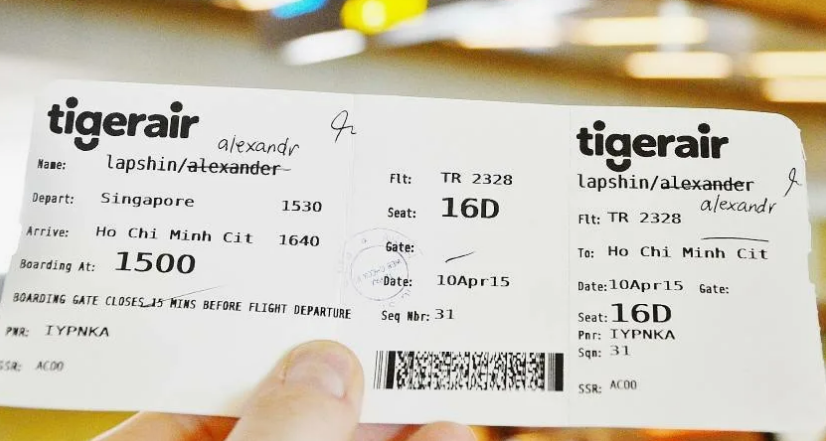 tigerair
alexandr
Name: lapshin/alexander
Depart: Singapore 1530
Arrive: Ho Chi Minh Cit 1640
Boarding At: 1500
BOARDING GATE CLOSES 15 MINS BEFORE FLIGHT DEPARTURE
PNR: IYPNKA
SSR: AC00
Flt: TR 2328
Seat: 16D
Gate:
Date: 10Apr15
Seq Nbr: 31
tigerair
lapshin/alexander
alexandr
Flt: TR 2328
To: Ho Chi Minh Cit
Date:10Apr15 Gate:
Seat: 16D
Pnr: IYPNKA
Sqn: 31
SSR: AC00